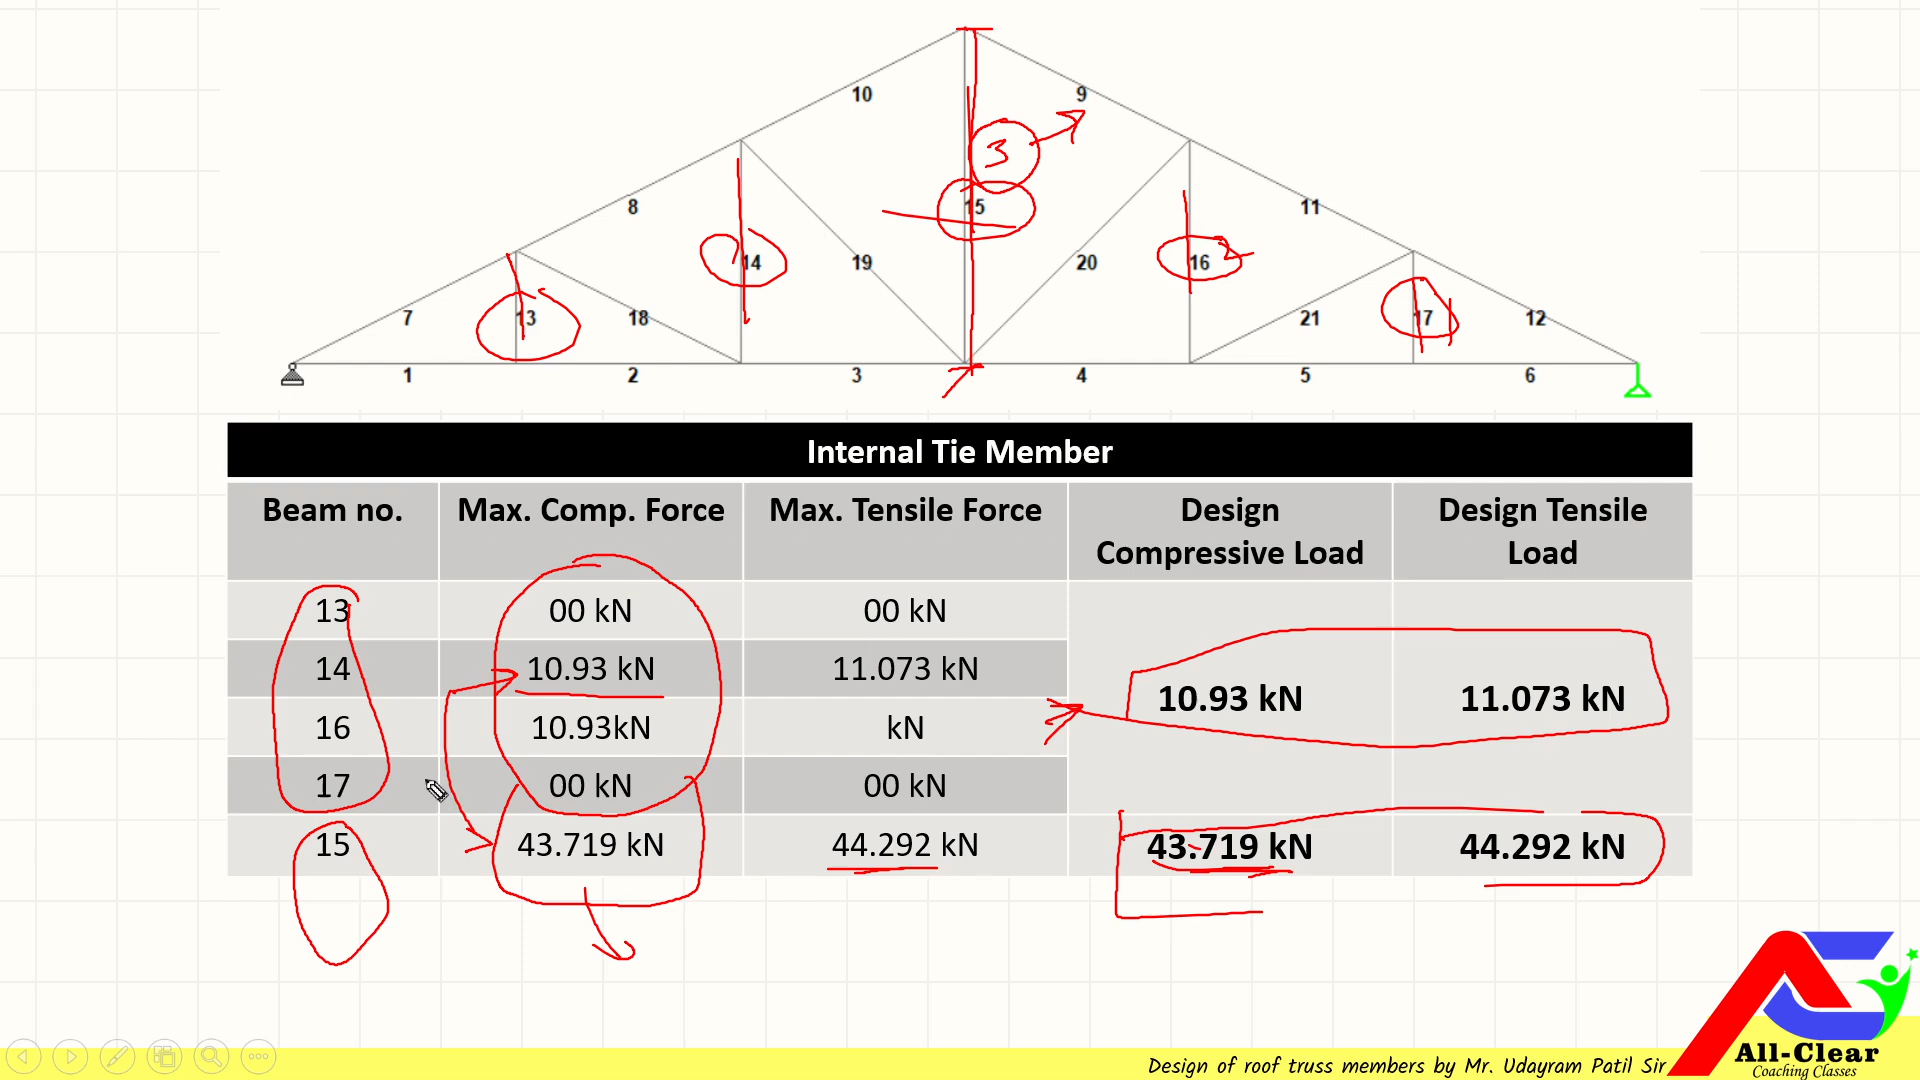 10
9
3
8
15
11
14
19
20
16
7
13
18
21
17
12
1
2
3
4
5
6
Internal Tie Member
Beam no. Max. Comp. Force Max. Tensile Force Design Compressive Load Design Tensile Load
13 00 kN 00 kN
14 10.93 kN 11.073 kN
10.93 kN 11.073 kN
16 10.93kN kN
17 00 kN 00 kN
15 43.719 kN 44.292 kN 43.719 kN 44.292 kN
Design of roof truss members by Mr. Udayram Patil Sir
All-Clear
Coaching Classes